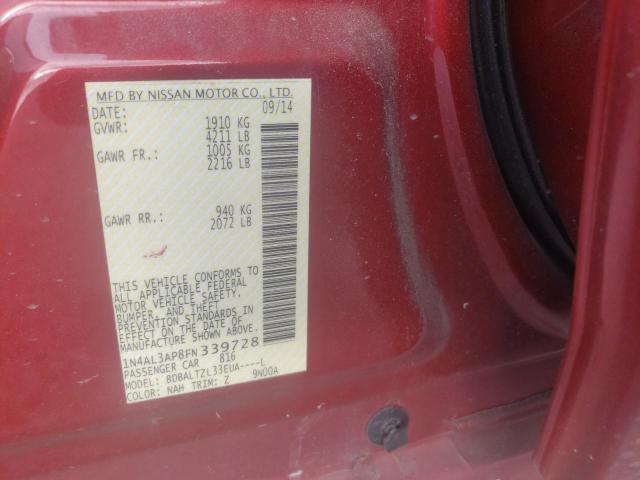 MFD BY NISSAN MOTOR CO., LTD.
DATE: 09/14
GVWR: 1910 KG
4211 LB
GAWR FR.: 1005 KG
2216 LB
GAWR RR.: 940 KG
2072 LB
THIS VEHICLE CONFORMS TO
ALL APPLICABLE FEDERAL
MOTOR VEHICLE SAFETY,
BUMPER, AND THEFT
PREVENTION STANDARDS IN
EFFECT ON THE DATE OF
MANUFACTURE SHOWN ABOVE.
1N4AL3AP8FN339728
PASSENGER CAR 816
MODEL: BDBALTZL33EUA----L
COLOR: NAH TRIM: Z 9N00A